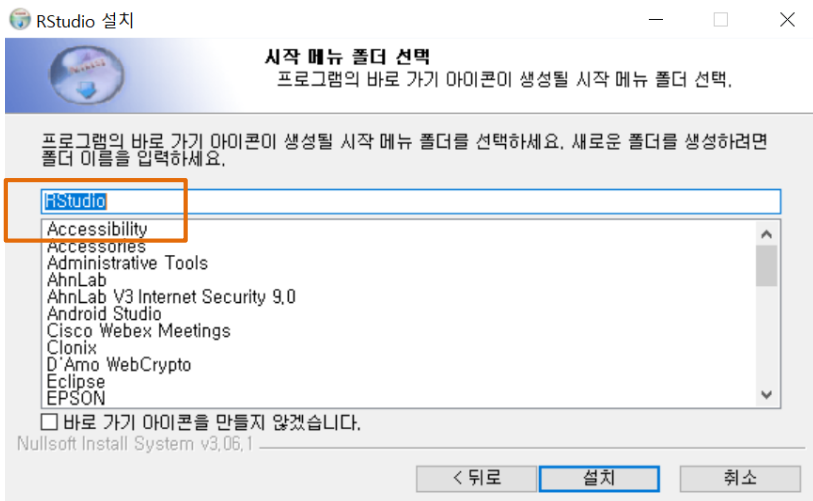 RStudio 설치
시작 메뉴 폴더 선택
프로그램의 바로 가기 아이콘이 생성될 시작 메뉴 폴더 선택.
프로그램의 바로 가기 아이콘이 생성될 시작 메뉴 폴더를 선택하세요. 새로운 폴더를 생성하려면
폴더 이름을 입력하세요.
RStudio
Accessibility
Accessories
Administrative Tools
AhnLab
AhnLab V3 Internet Security 9.0
Android Studio
Cisco Webex Meetings
Clonix
D'Amo WebCrypto
Eclipse
EPSON
바로 가기 아이콘을 만들지 않겠습니다.
Nullsoft Install System v3.06.1
< 뒤로
설치
취소